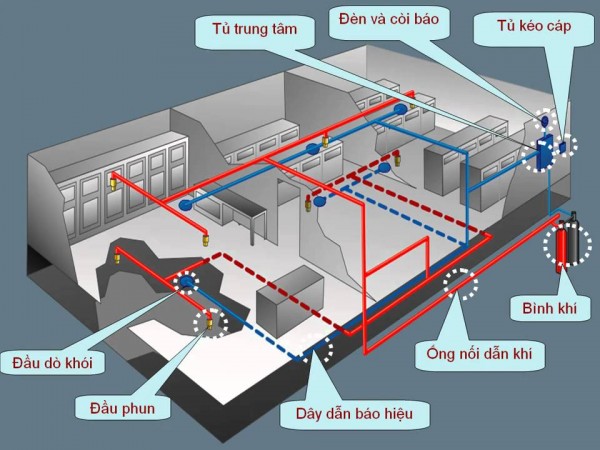 Tủ trung tâm
Đèn và còi báo
Tủ kéo cáp
Bình khí
Ống nối dẫn khí
Đầu dò khói
Đầu phun
Dây dẫn báo hiệu